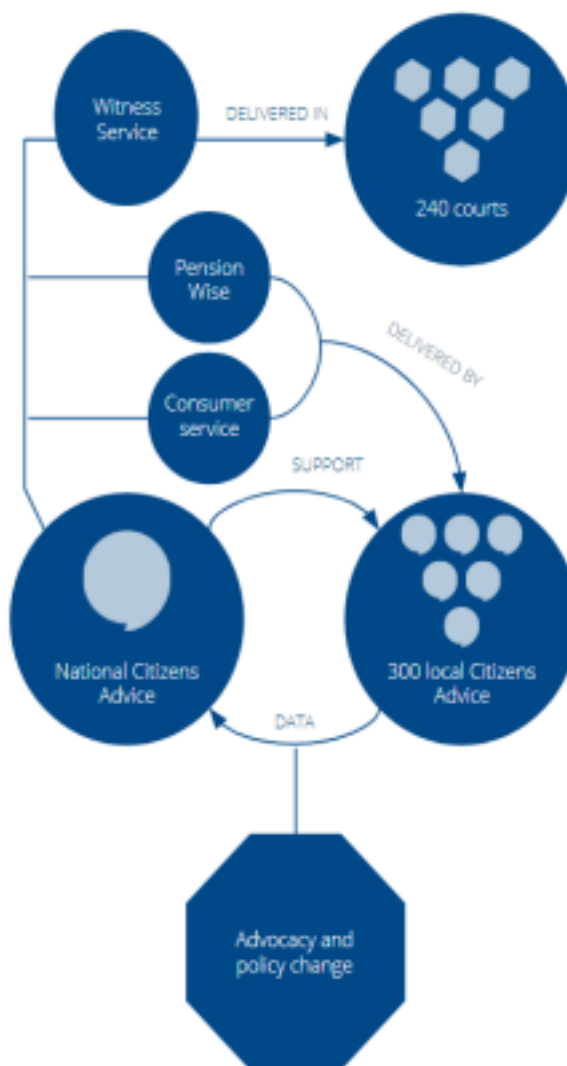 Witness
Service
DELIVERED IN
240 courts
Pension
Wise
DELIVERED BY
Consumer
service
SUPPORT
National Citizens
Advice
300 local Citizens
Advice
DATA
Advocacy and
policy change